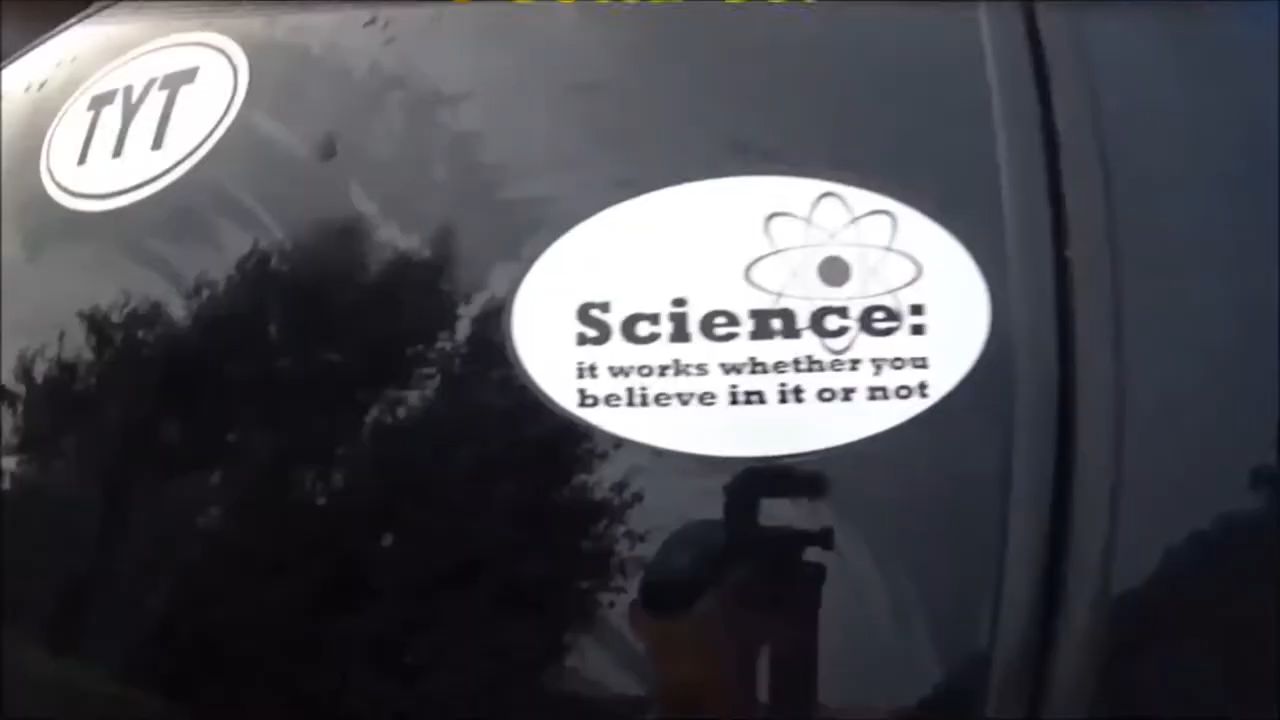 TYT
Science:
it works whether you
believe in it or not